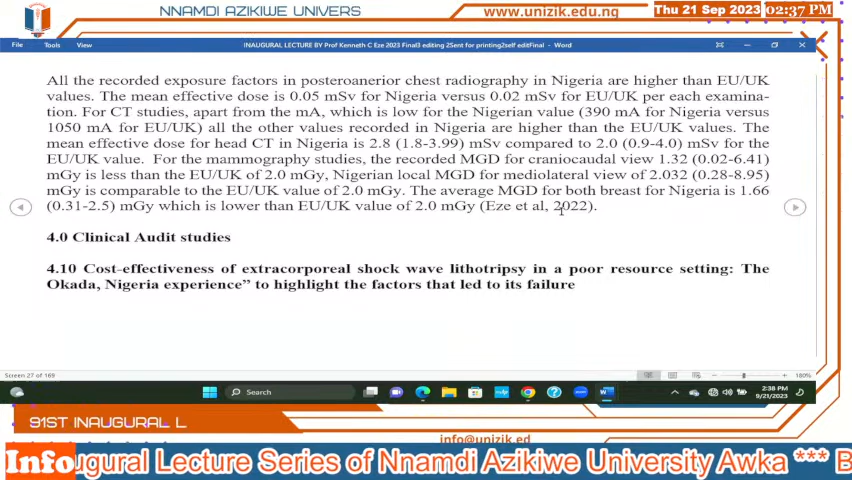 NNAMDI AZIKIWE UNIVERS
www.unizik.edu.ng
Thu 21 Sep 2023 02:37 PM
File Tools View
INAUGURAL LECTURE BY Prof Kenneth C Eze 2023 Final3 editing 2Sent for printing2self editFinal - Word
All the recorded exposure factors in posteroanerior chest radiography in Nigeria are higher than EU/UK
values. The mean effective dose is 0.05 mSv for Nigeria versus 0.02 mSv for EU/UK per each examina-
tion. For CT studies, apart from the mA, which is low for the Nigerian value (390 mA for Nigeria versus
1050 mA for EU/UK) all the other values recorded in Nigeria are higher than the EU/UK values. The
mean effective dose for head CT in Nigeria is 2.8 (1.8-3.99) mSv compared to 2.0 (0.9-4.0) mSv for the
EU/UK value. For the mammography studies, the recorded MGD for craniocaudal view 1.32 (0.02-6.41)
mGy is less than the EU/UK of 2.0 mGy, Nigerian local MGD for mediolateral view of 2.032 (0.28-8.95)
mGy is comparable to the EU/UK value of 2.0 mGy. The average MGD for both breast for Nigeria is 1.66
(0.31-2.5) mGy which is lower than EU/UK value of 2.0 mGy (Eze et al, 2022).
4.0 Clinical Audit studies
4.10 Cost-effectiveness of extracorporeal shock wave lithotripsy in a poor resource setting: The
Okada, Nigeria experience” to highlight the factors that led to its failure
Screen 27 of 169
180%
Search
2:38 PM
9/21/2023
91ST INAUGURAL L
info@unizik.ed
Info
ugural Lecture Series of Nnamdi Azikiwe University Awka *** B